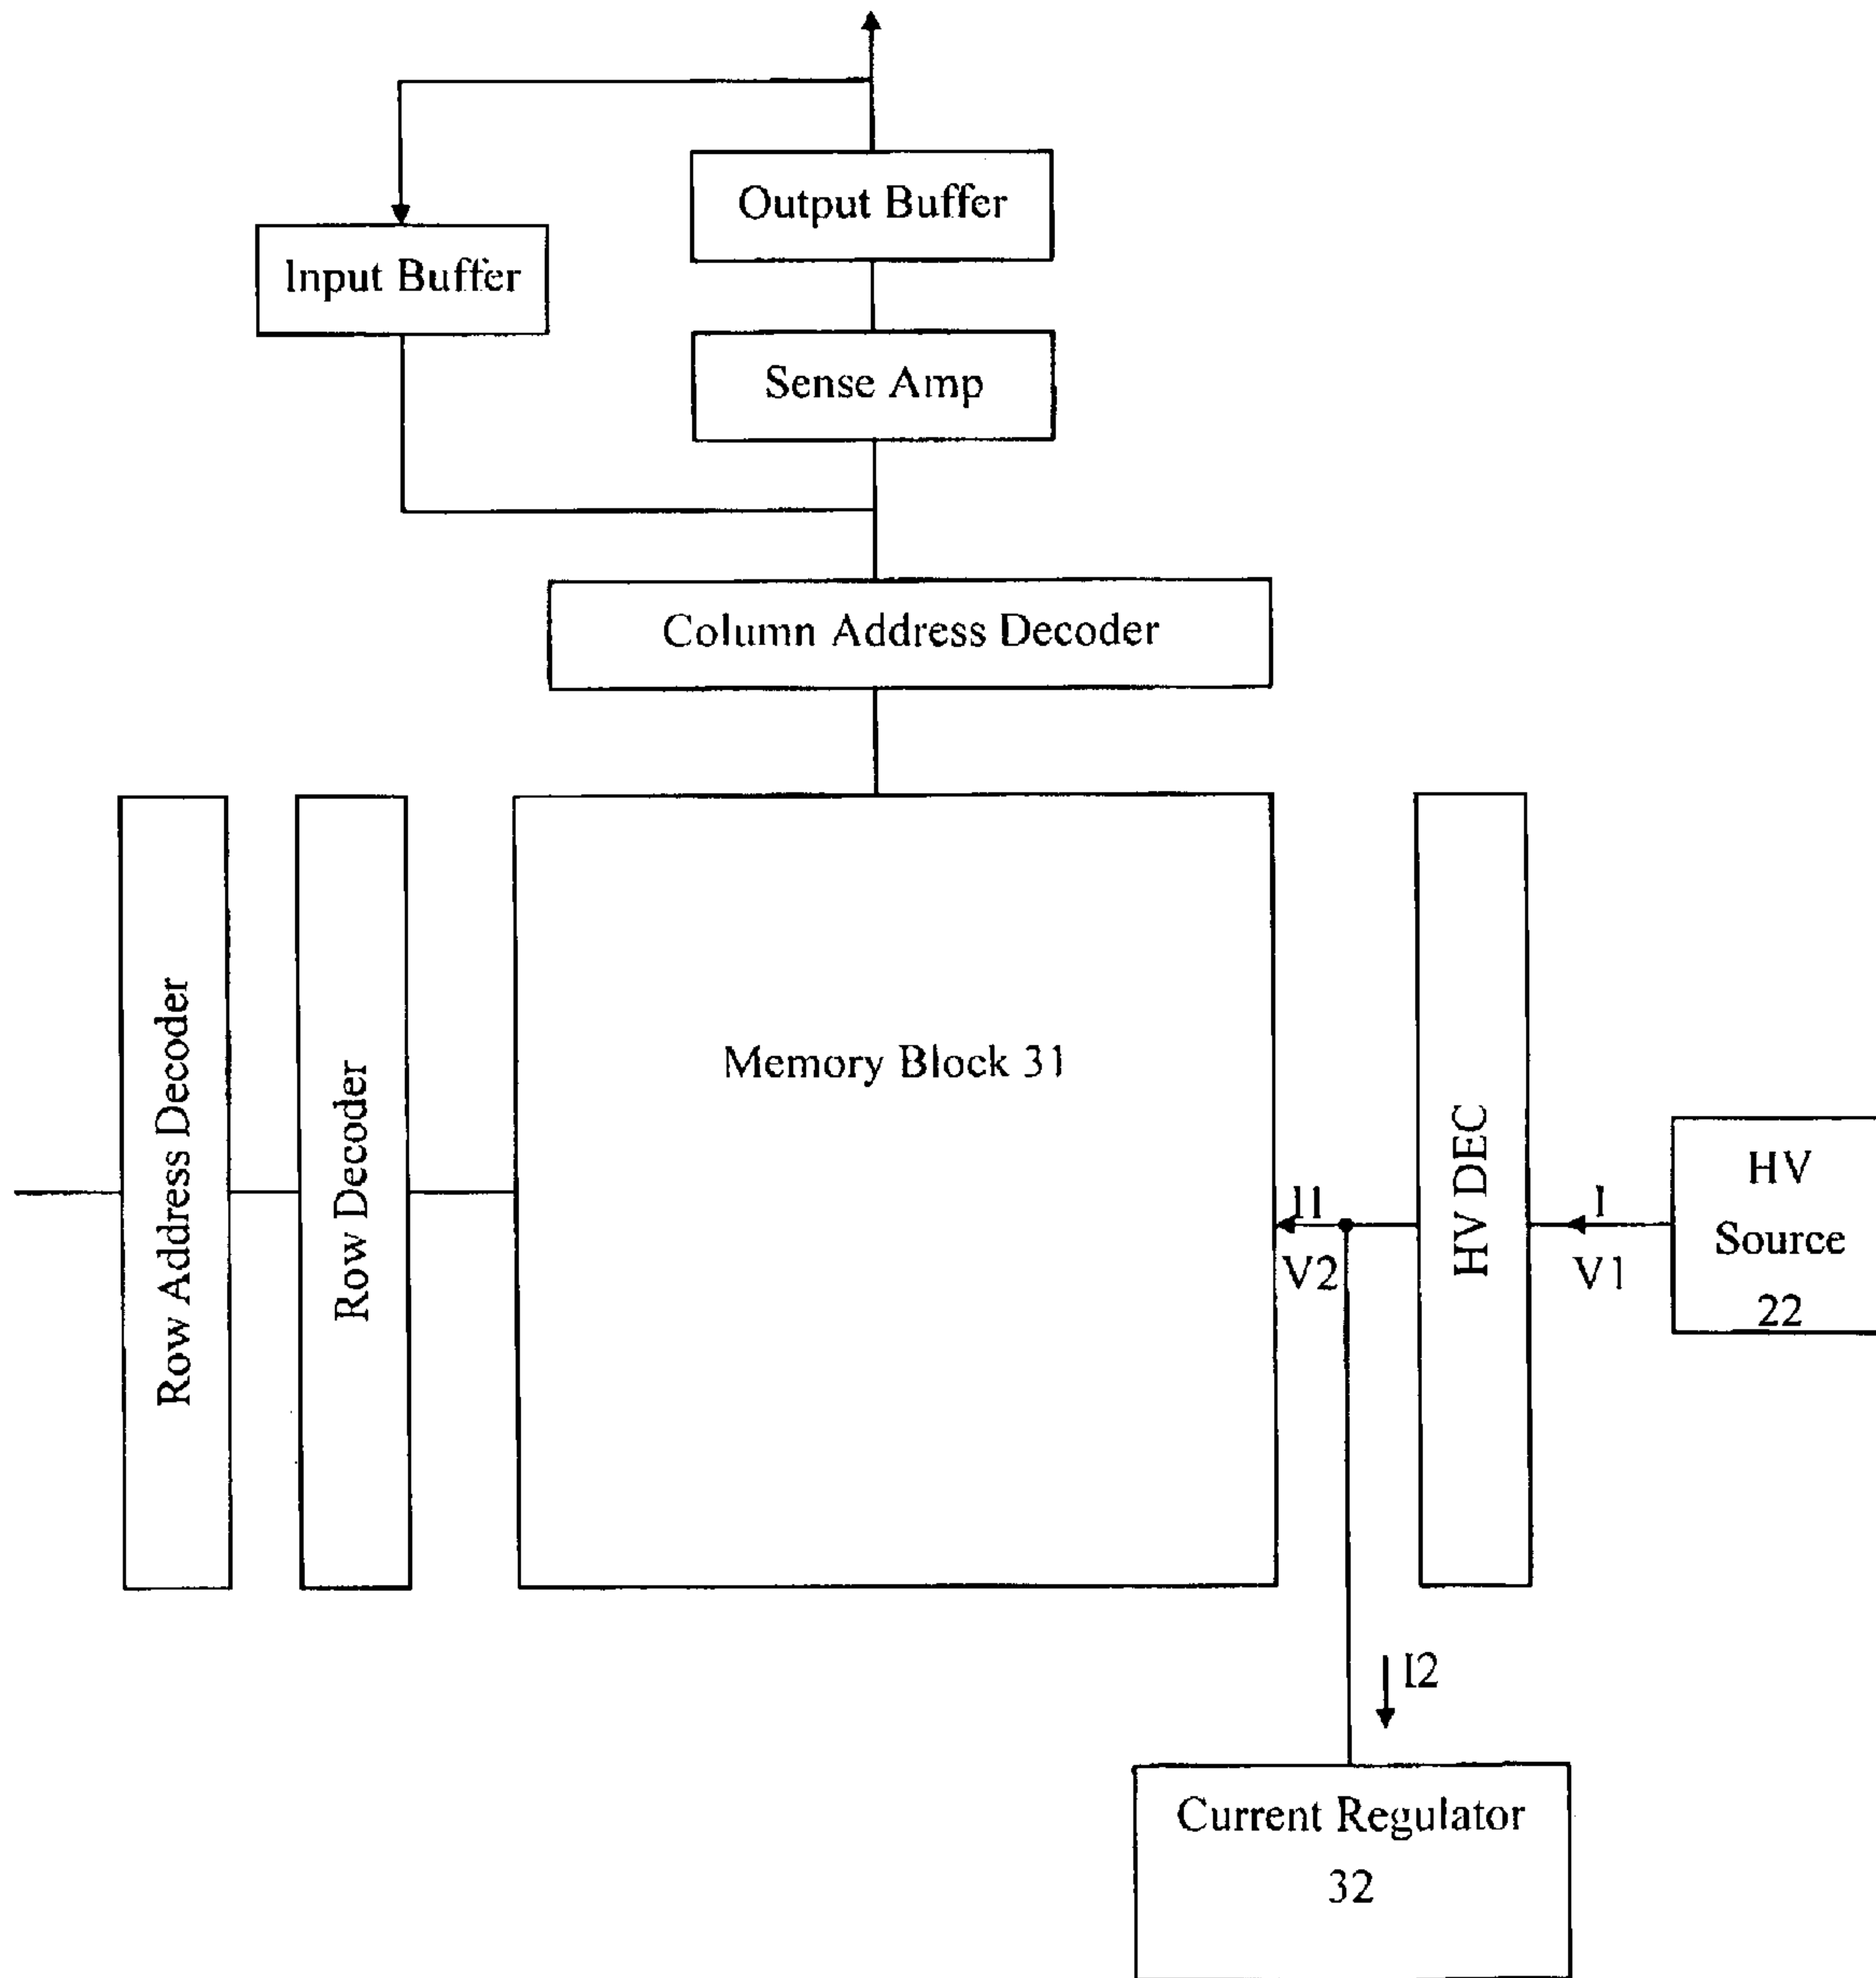 Output Buffer
Input Buffer
Sense Amp
Column Address Decoder
Row Address Decoder
Row Decoder
Memory Block 31
HV DEC
I1
V2
I
V1
HV
Source
22
I2
Current Regulator
32